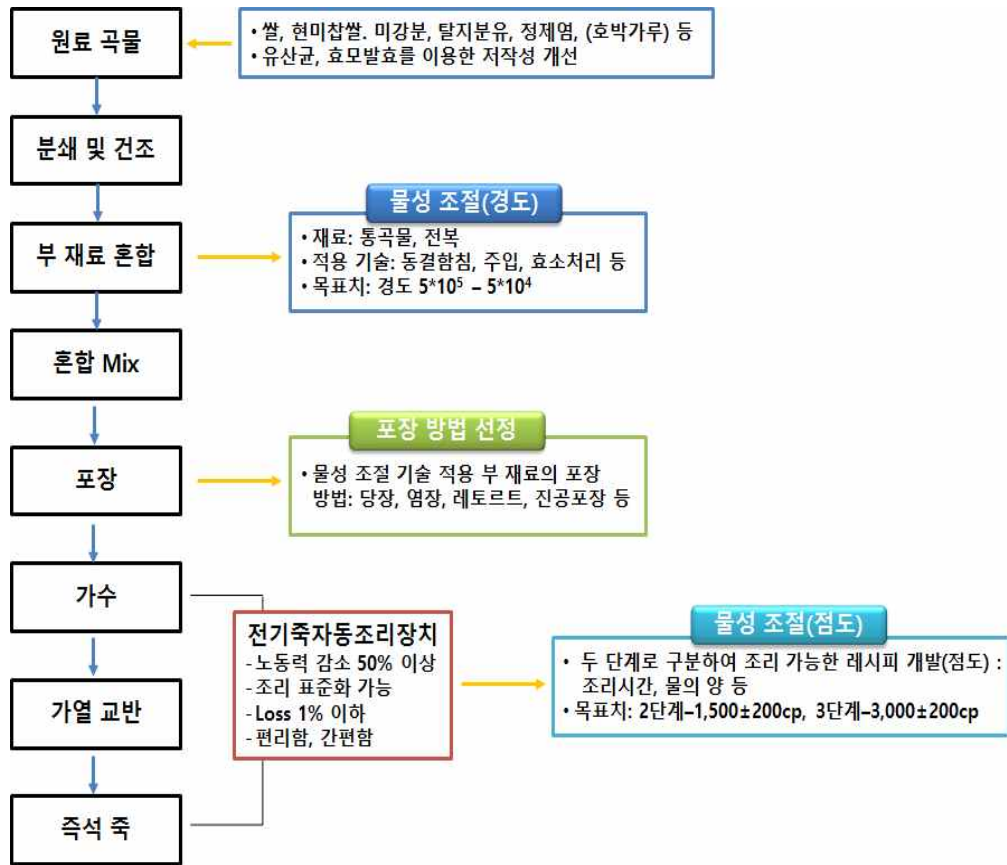 원료 곡물
• 쌀, 현미찹쌀. 미강분, 탈지분유, 정제염, (호박가루) 등
• 유산균, 효모발효를 이용한 저작성 개선
분쇄 및 건조
물성 조절(경도)
부 재료 혼합
• 재료: 통곡물, 전복
• 적용 기술: 동결함침, 주입, 효소처리 등
• 목표치: 경도 5*10⁵ – 5*10⁴
혼합 Mix
포장 방법 선정
포장
• 물성 조절 기술 적용 부 재료의 포장
방법: 당장, 염장, 레토르트, 진공포장 등
가수
전기죽자동조리장치
- 노동력 감소 50% 이상
- 조리 표준화 가능
- Loss 1% 이하
- 편리함, 간편함
물성 조절(점도)
• 두 단계로 구분하여 조리 가능한 레시피 개발(점도) :
조리시간, 물의 양 등
• 목표치: 2단계–1,500±200cp, 3단계–3,000±200cp
가열 교반
즉석 죽